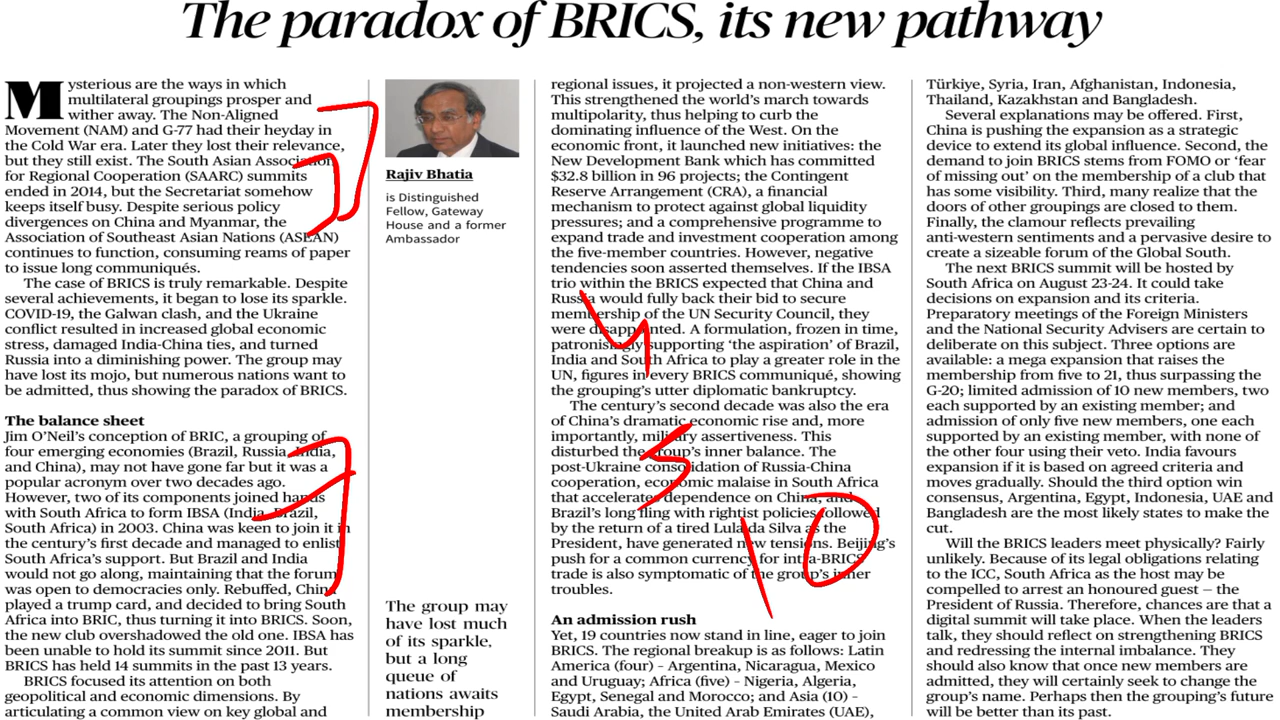 The paradox of BRICS, its new pathway
Mysterious are the ways in which
multilateral groupings prosper and
wither away. The Non-Aligned
Movement (NAM) and G-77 had their heyday in
the Cold War era. Later they lost their relevance,
but they still exist. The South Asian Association
for Regional Cooperation (SAARC) summits
ended in 2014, but the Secretariat somehow
keeps itself busy. Despite serious policy
divergences on China and Myanmar, the
Association of Southeast Asian Nations (ASEAN)
continues to function, consuming reams of paper
to issue long communiqués.
The case of BRICS is truly remarkable. Despite
several achievements, it began to lose its sparkle.
COVID-19, the Galwan clash, and the Ukraine
conflict resulted in increased global economic
stress, damaged India-China ties, and turned
Russia into a diminishing power. The group may
have lost its mojo, but numerous nations want to
be admitted, thus showing the paradox of BRICS.
The balance sheet
Jim O'Neil's conception of BRIC, a grouping of
four emerging economies (Brazil, Russia, India,
and China), may not have gone far but it was a
popular acronym over two decades ago.
However, two of its components joined hands
with South Africa to form IBSA (India, Brazil,
South Africa) in 2003. China was keen to join it in
the century's first decade and managed to enlist
South Africa's support. But Brazil and India
would not go along, maintaining that the forum
was open to democracies only. Rebuffed, China
played a trump card, and decided to bring South
Africa into BRIC, thus turning it into BRICS. Soon,
the new club overshadowed the old one. IBSA has
been unable to hold its summit since 2011. But
BRICS has held 14 summits in the past 13 years.
BRICS focused its attention on both
geopolitical and economic dimensions. By
articulating a common view on key global and
Rajiv Bhatia
is Distinguished
Fellow, Gateway
House and a former
Ambassador
The group may
have lost much
of its sparkle,
but a long
queue of
nations awaits
membership
regional issues, it projected a non-western view.
This strengthened the world's march towards
multipolarity, thus helping to curb the
dominating influence of the West. On the
economic front, it launched new initiatives: the
New Development Bank which has committed
$32.8 billion in 96 projects; the Contingent
Reserve Arrangement (CRA), a financial
mechanism to protect against global liquidity
pressures; and a comprehensive programme to
expand trade and investment cooperation among
the five-member countries. However, negative
tendencies soon asserted themselves. If the IBSA
trio within the BRICS expected that China and
Russia would fully back their bid to secure
membership of the UN Security Council, they
were disappointed. A formulation, frozen in time,
patronisingly supporting 'the aspiration' of Brazil,
India and South Africa to play a greater role in the
UN, figures in every BRICS communiqué, showing
the grouping's utter diplomatic bankruptcy.
The century's second decade was also the era
of China's dramatic economic rise and, more
importantly, military assertiveness. This
disturbed the group's inner balance. The
post-Ukraine consolidation of Russia-China
cooperation, economic malaise in South Africa
that accelerated dependence on China, and
Brazil's long fling with rightist policies followed
by the return of a tired Lula da Silva as the
President, have generated new tensions. Beijing's
push for a common currency for intra-BRICS
trade is also symptomatic of the group's inner
troubles.
An admission rush
Yet, 19 countries now stand in line, eager to join
BRICS. The regional breakup is as follows: Latin
America (four) – Argentina, Nicaragua, Mexico
and Uruguay; Africa (five) – Nigeria, Algeria,
Egypt, Senegal and Morocco; and Asia (10) –
Saudi Arabia, the United Arab Emirates (UAE),
Türkiye, Syria, Iran, Afghanistan, Indonesia,
Thailand, Kazakhstan and Bangladesh.
Several explanations may be offered. First,
China is pushing the expansion as a strategic
device to extend its global influence. Second, the
demand to join BRICS stems from FOMO or 'fear
of missing out' on the membership of a club that
has some visibility. Third, many realize that the
doors of other groupings are closed to them.
Finally, the clamour reflects prevailing
anti-western sentiments and a pervasive desire to
create a sizeable forum of the Global South.
The next BRICS summit will be hosted by
South Africa on August 23-24. It could take
decisions on expansion and its criteria.
Preparatory meetings of the Foreign Ministers
and the National Security Advisers are certain to
deliberate on this subject. Three options are
available: a mega expansion that raises the
membership from five to 21, thus surpassing the
G-20; limited admission of 10 new members, two
each supported by an existing member; and
admission of only five new members, one each
supported by an existing member, with none of
the other four using their veto. India favours
expansion if it is based on agreed criteria and
moves gradually. Should the third option win
consensus, Argentina, Egypt, Indonesia, UAE and
Bangladesh are the most likely states to make the
cut.
Will the BRICS leaders meet physically? Fairly
unlikely. Because of its legal obligations relating
to the ICC, South Africa as the host may be
compelled to arrest an honoured guest – the
President of Russia. Therefore, chances are that a
digital summit will take place. When the leaders
talk, they should reflect on strengthening BRICS
and redressing the internal imbalance. They
should also know that once new members are
admitted, they will certainly seek to change the
group's name. Perhaps then the grouping's future
will be better than its past.
10